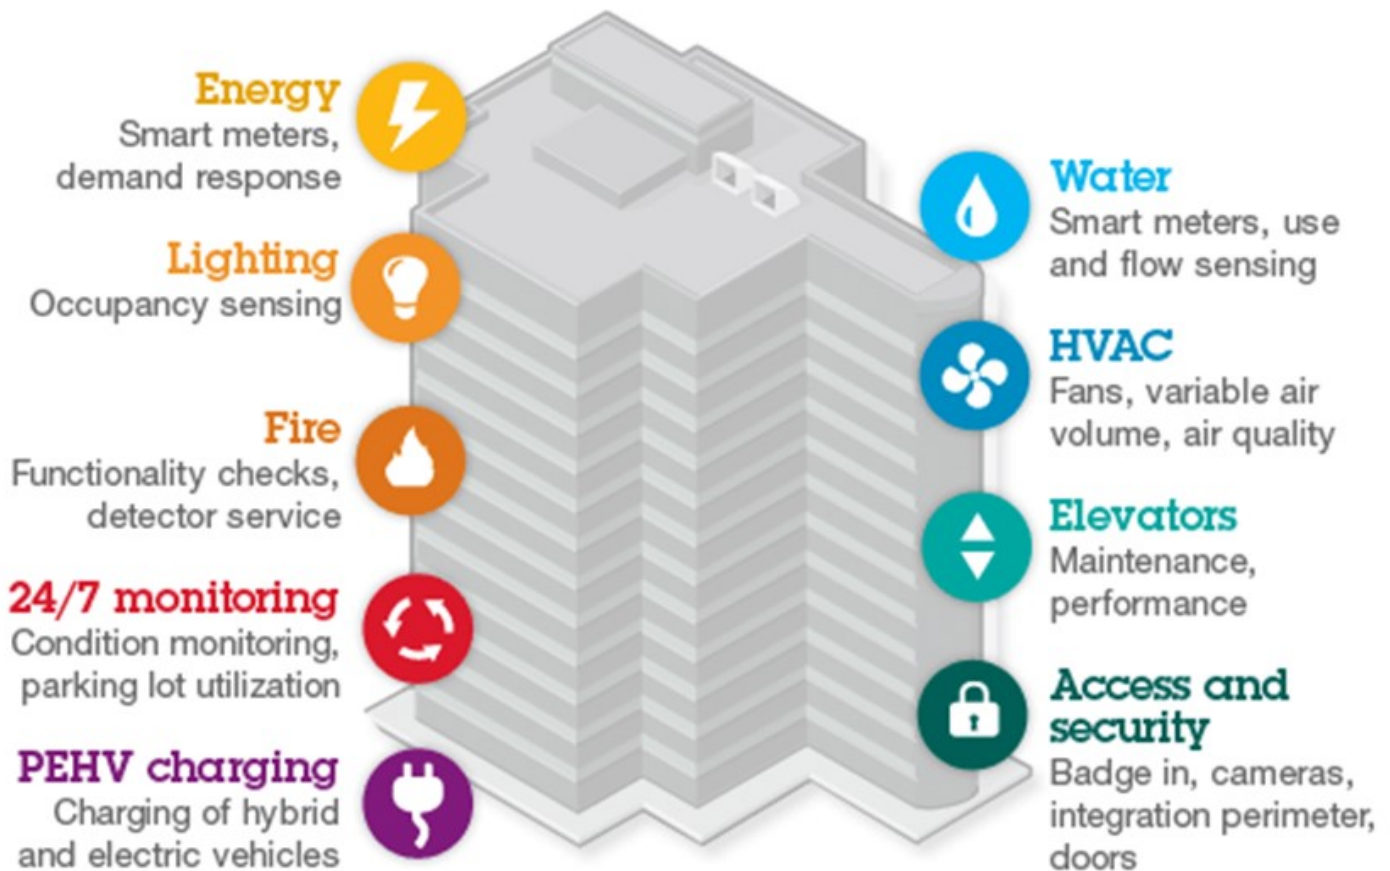 Energy
Smart meters,
demand response
Lighting
Occupancy sensing
Fire
Functionality checks,
detector service
24/7 monitoring
Condition monitoring,
parking lot utilization
PEHV charging
Charging of hybrid
and electric vehicles
Water
Smart meters, use
and flow sensing
HVAC
Fans, variable air
volume, air quality
Elevators
Maintenance,
performance
Access and
security
Badge in, cameras,
integration perimeter,
doors